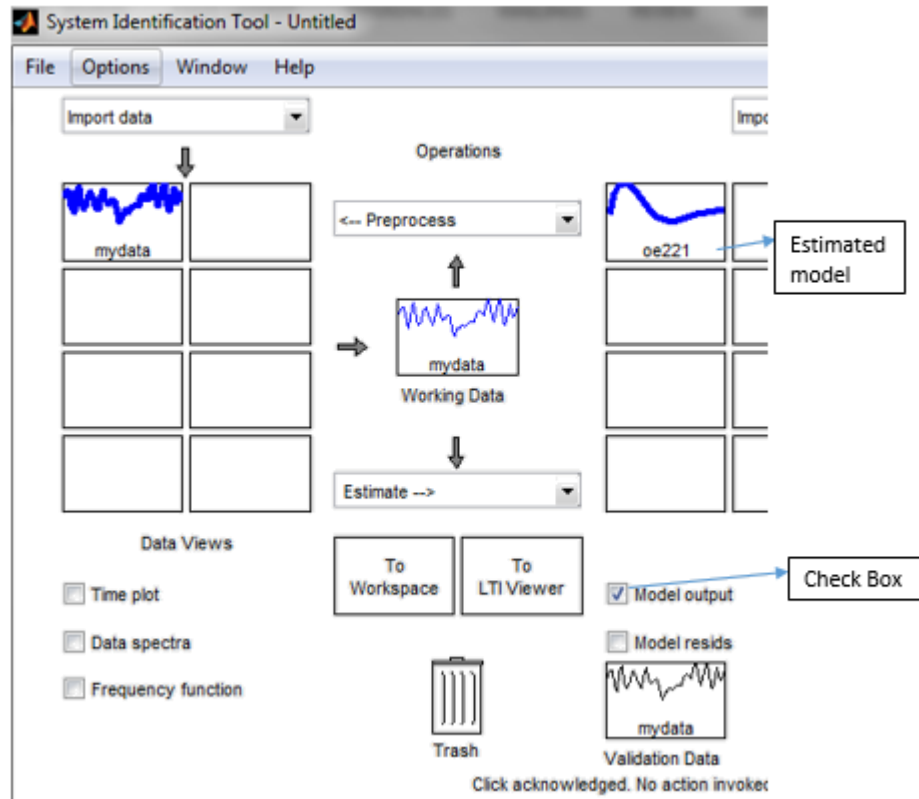 System Identification Tool - Untitled
File Options Window Help
Import data
Operations
<-- Preprocess
mydata
oe221
Estimated
model
mydata
Working Data
Estimate -->
Data Views
To
Workspace
To
LTI Viewer
Time plot
Data spectra
Frequency function
Model output
Check Box
Model resids
mydata
Trash
Validation Data
Click acknowledged. No action invoked